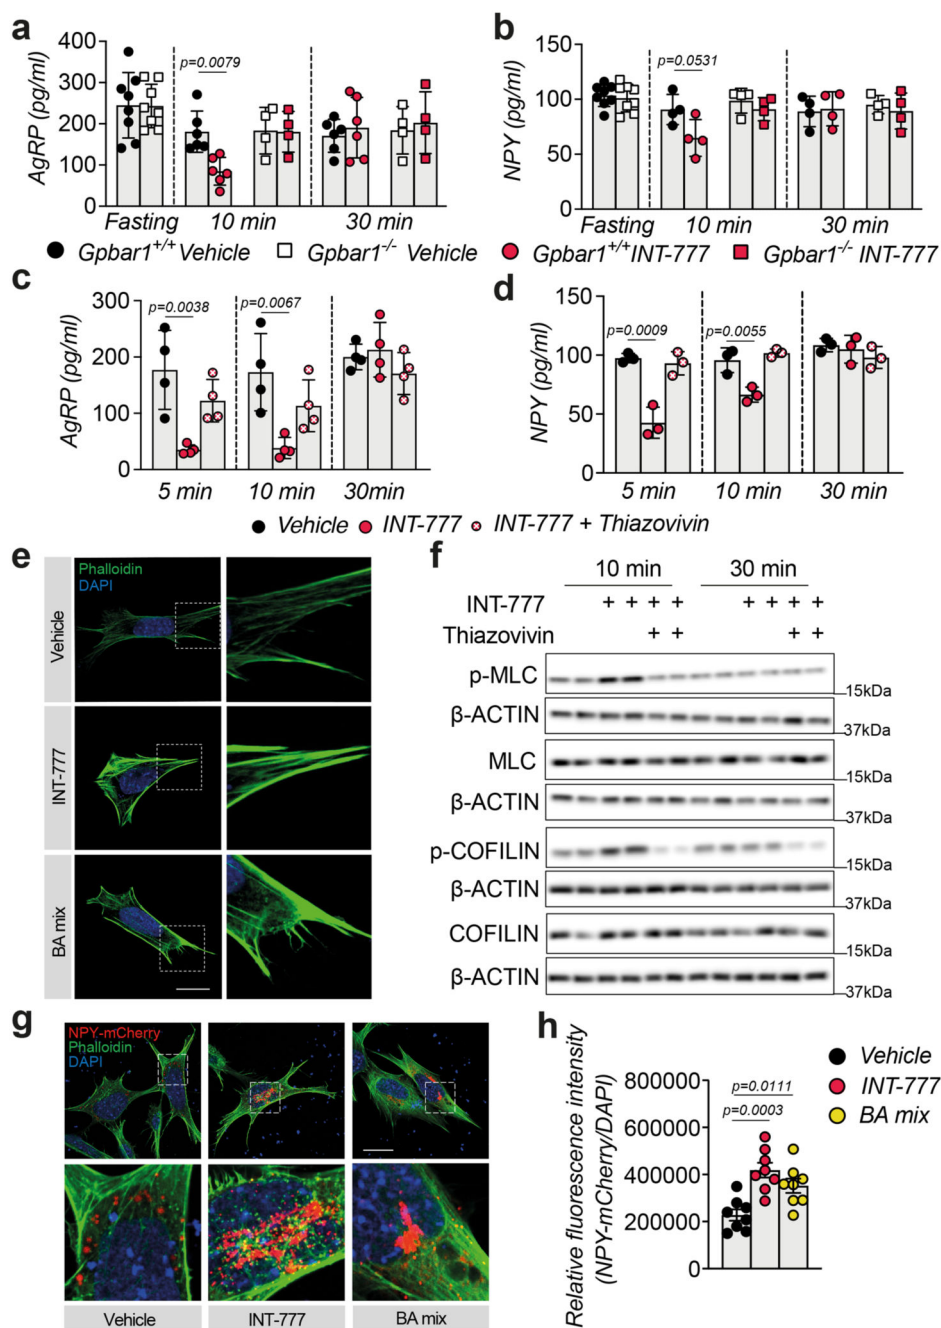 a
AgRP (pg/ml)
400
300
200
100
0
p=0.0079
Fasting 10 min 30 min
b
NPY (pg/ml)
150
100
50
0
p=0.0531
Fasting 10 min 30 min
Gpbar1+/+ Vehicle Gpbar1-/- Vehicle Gpbar1+/+ INT-777 Gpbar1-/- INT-777
c
AgRP (pg/ml)
300
200
100
0
p=0.0038
p=0.0067
5 min 10 min 30min
d
NPY (pg/ml)
150
100
50
0
p=0.0009
p=0.0055
5 min 10 min 30 min
Vehicle INT-777 INT-777 + Thiazovivin
e
Phalloidin
DAPI
Vehicle
INT-777
BA mix
f
10 min 30 min
INT-777 + + + + + + + +
Thiazovivin + + + +
p-MLC 15kDa
β-ACTIN 37kDa
MLC 15kDa
β-ACTIN 37kDa
p-COFILIN 15kDa
β-ACTIN 37kDa
COFILIN 15kDa
β-ACTIN 37kDa
g
NPY-mCherry
Phalloidin
DAPI
Vehicle INT-777 BA mix
h
Relative fluorescence intensity
(NPY-mCherry/DAPI)
800000
600000
400000
200000
0
p=0.0111
p=0.0003
Vehicle
INT-777
BA mix